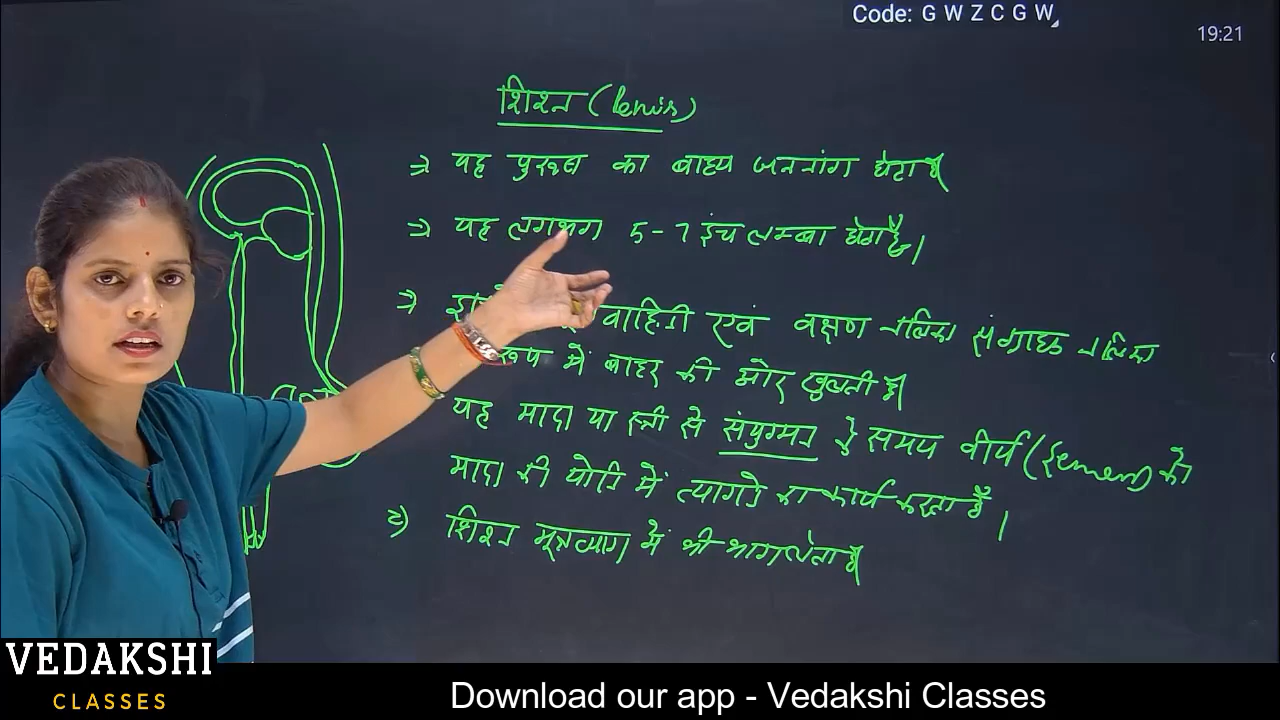 Code: G W Z C G W
19:21
शिश्न (Penis)
⇒ यह पुरुष का बाह्य जननांग होता है
⇒ यह लगभग 5-7 इंच लम्बा होता है।
⇒ वाहिनी एवं वक्षण नलिका संग्राहक नलिका
रूप में बाहर की ओर खुलती है।
यह मादा या स्त्री से संयुग्मन के समय वीर्य (Semen) को
मादा की योनि में त्यागने का कार्य करता है।
⇒ शिश्न मूत्रत्याग में भी भाग लेता है
VEDAKSHI
CLASSES
Download our app - Vedakshi Classes